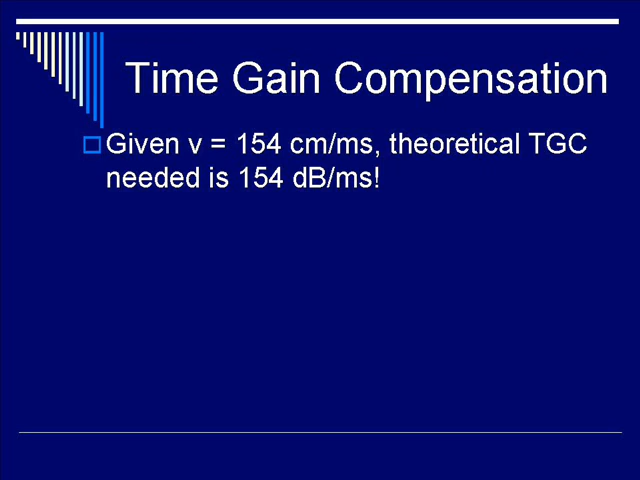 Time Gain Compensation
Given v = 154 cm/ms, theoretical TGC
needed is 154 dB/ms!